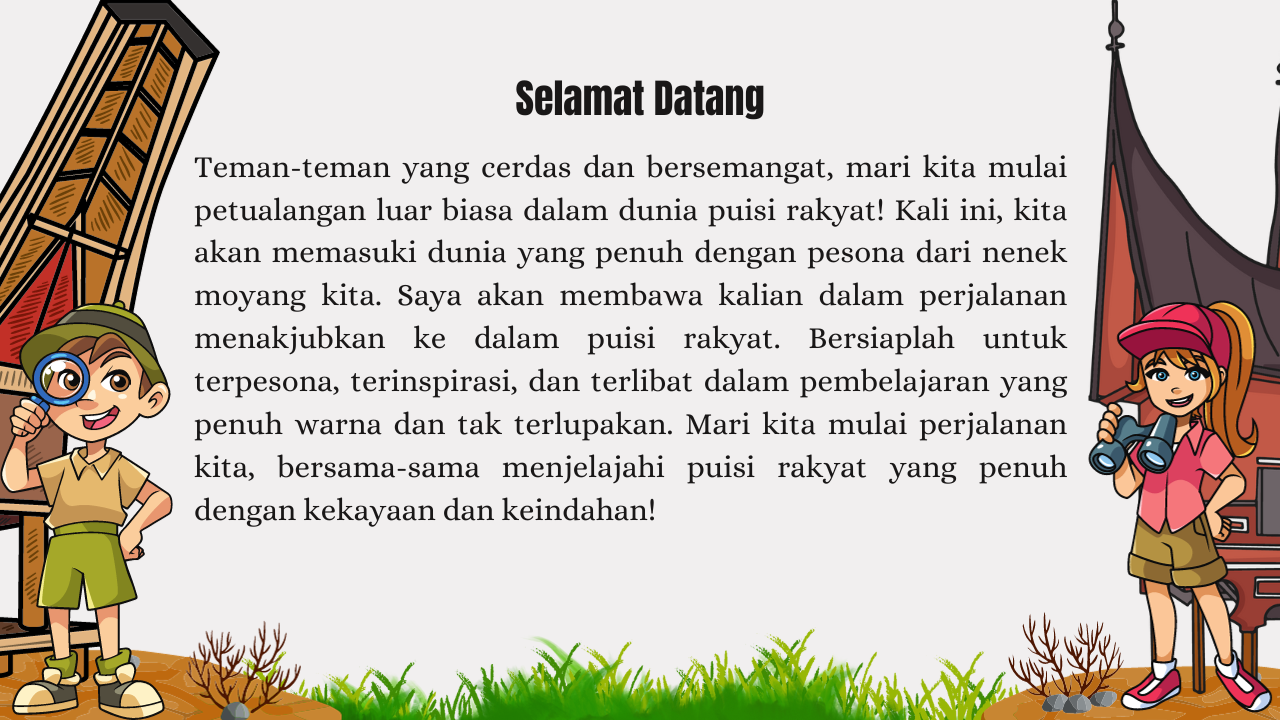 Selamat Datang
Teman-teman yang cerdas dan bersemangat, mari kita mulai
petualangan luar biasa dalam dunia puisi rakyat! Kali ini, kita
akan memasuki dunia yang penuh dengan pesona dari nenek
moyang kita. Saya akan membawa kalian dalam perjalanan
menakjubkan ke dalam puisi rakyat. Bersiaplah untuk
terpesona, terinspirasi, dan terlibat dalam pembelajaran yang
penuh warna dan tak terlupakan. Mari kita mulai perjalanan
kita, bersama-sama menjelajahi puisi rakyat yang penuh
dengan kekayaan dan keindahan!